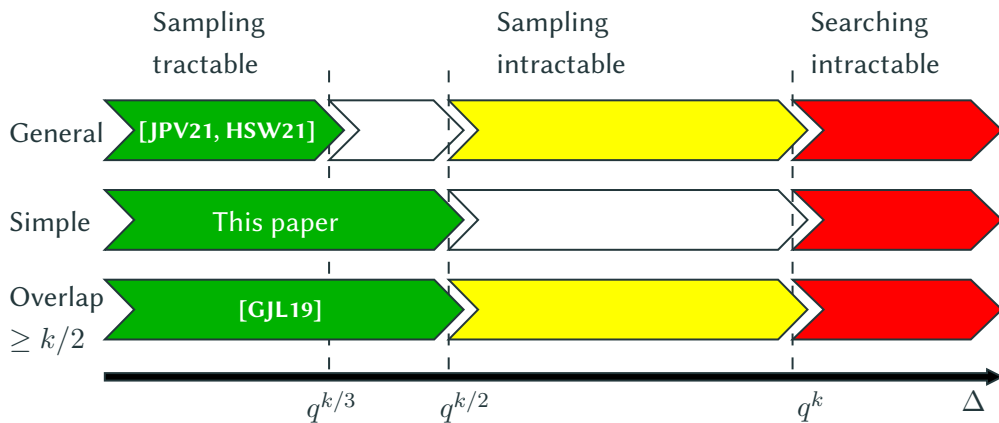 Sampling tractable
Sampling intractable
Searching intractable
General
[JPV21, HSW21]
Simple
This paper
Overlap
≥ k/2
[GJL19]
q^{k/3}
q^{k/2}
q^k
Δ